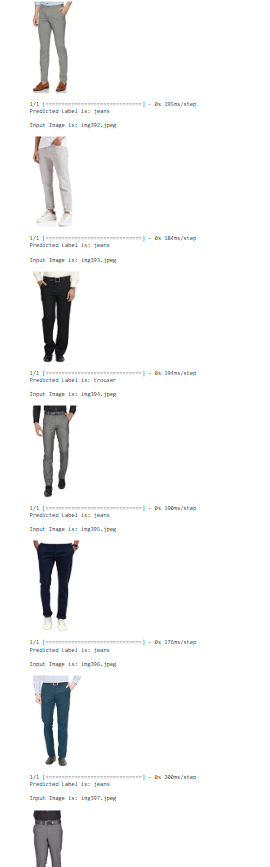 1/1 [==============================] - 0s 195ms/step
Predicted Label is: jeans
Input Image is: img392.jpeg
1/1 [==============================] - 0s 184ms/step
Predicted Label is: jeans
Input Image is: img393.jpeg
1/1 [==============================] - 0s 194ms/step
Predicted Label is: trouser
Input Image is: img394.jpeg
1/1 [==============================] - 0s 190ms/step
Predicted Label is: jeans
Input Image is: img395.jpeg
1/1 [==============================] - 0s 176ms/step
Predicted Label is: jeans
Input Image is: img396.jpeg
1/1 [==============================] - 0s 200ms/step
Predicted Label is: jeans
Input Image is: img397.jpeg